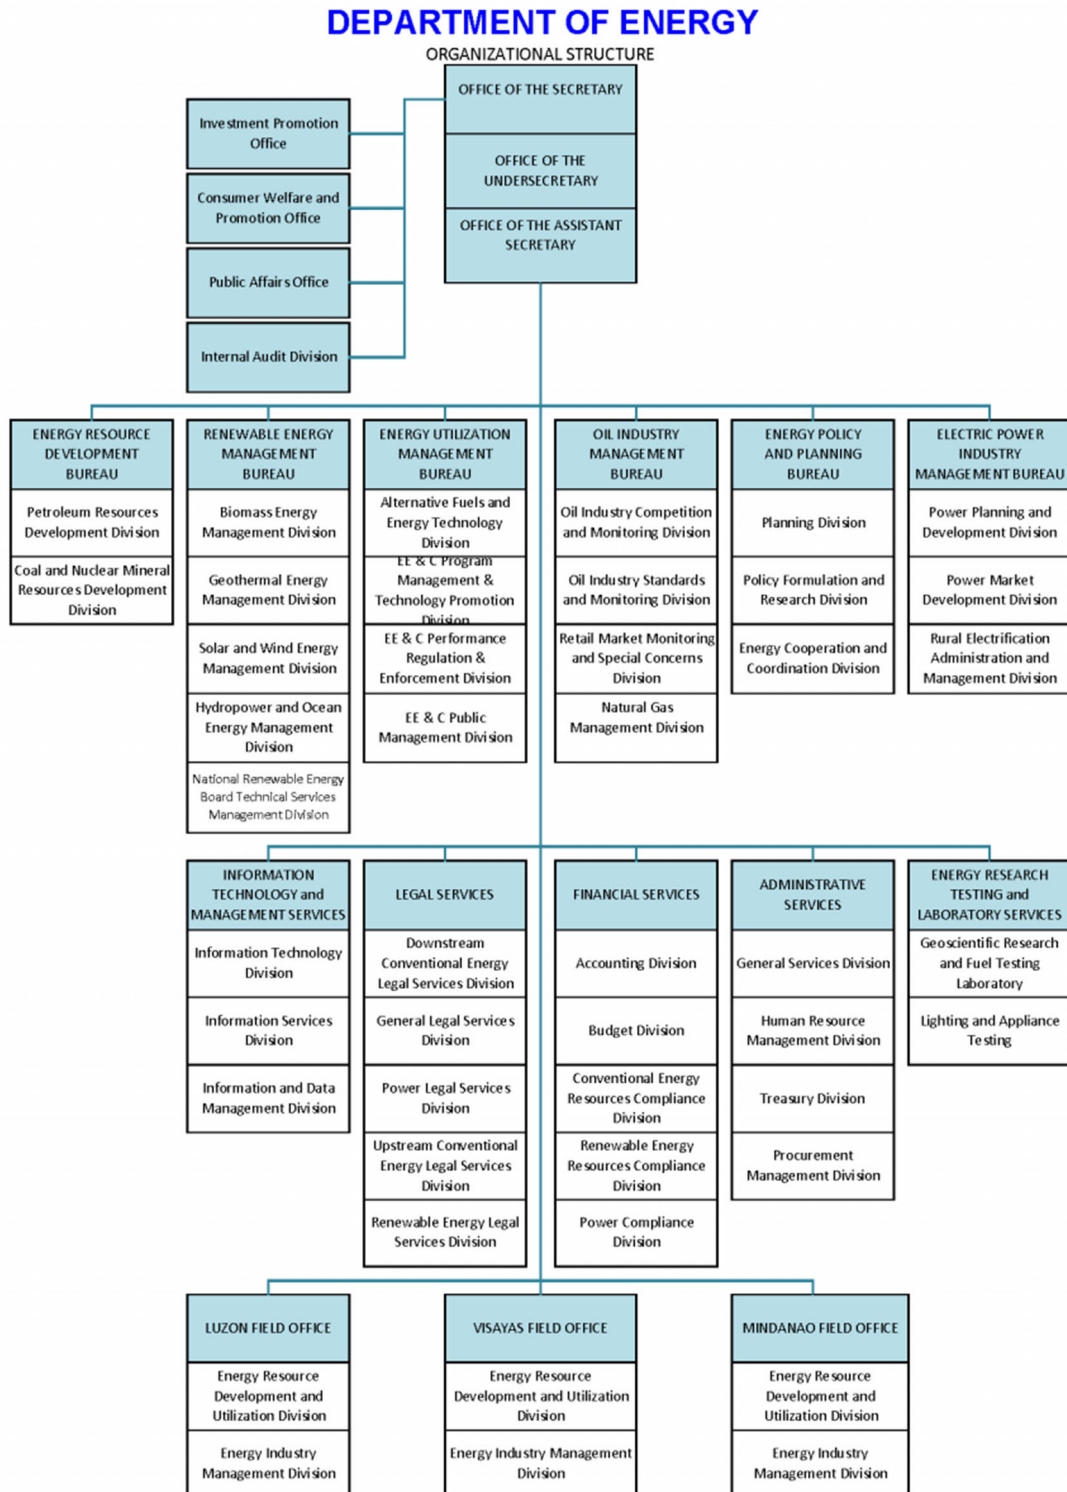 DEPARTMENT OF ENERGY
ORGANIZATIONAL STRUCTURE
OFFICE OF THE SECRETARY
OFFICE OF THE
UNDERSECRETARY
OFFICE OF THE ASSISTANT
SECRETARY
Investment Promotion
Office
Consumer Welfare and
Promotion Office
Public Affairs Office
Internal Audit Division
ENERGY RESOURCE
DEVELOPMENT
BUREAU
Petroleum Resources
Development Division
Coal and Nuclear Mineral
Resources Development
Division
RENEWABLE ENERGY
MANAGEMENT
BUREAU
Biomass Energy
Management Division
Geothermal Energy
Management Division
Solar and Wind Energy
Management Division
Hydropower and Ocean
Energy Management
Division
National Renewable Energy
Board Technical Services
Management Division
ENERGY UTILIZATION
MANAGEMENT
BUREAU
Alternative Fuels and
Energy Technology
Division
EE & C Program
Management &
Technology Promotion
Division
EE & C Performance
Regulation &
Enforcement Division
EE & C Public
Management Division
OIL INDUSTRY
MANAGEMENT
BUREAU
Oil Industry Competition
and Monitoring Division
Oil Industry Standards
and Monitoring Division
Retail Market Monitoring
and Special Concerns
Division
Natural Gas
Management Division
ENERGY POLICY
AND PLANNING
BUREAU
Planning Division
Policy Formulation and
Research Division
Energy Cooperation and
Coordination Division
ELECTRIC POWER
INDUSTRY
MANAGEMENT BUREAU
Power Planning and
Development Division
Power Market
Development Division
Rural Electrification
Administration and
Management Division
INFORMATION
TECHNOLOGY and
MANAGEMENT SERVICES
Information Technology
Division
Information Services
Division
Information and Data
Management Division
LEGAL SERVICES
Downstream
Conventional Energy
Legal Services Division
General Legal Services
Division
Power Legal Services
Division
Upstream Conventional
Energy Legal Services
Division
Renewable Energy Legal
Services Division
FINANCIAL SERVICES
Accounting Division
Budget Division
Conventional Energy
Resources Compliance
Division
Renewable Energy
Resources Compliance
Division
Power Compliance
Division
ADMINISTRATIVE
SERVICES
General Services Division
Human Resource
Management Division
Treasury Division
Procurement
Management Division
ENERGY RESEARCH
TESTING and
LABORATORY SERVICES
Geoscientific Research
and Fuel Testing
Laboratory
Lighting and Appliance
Testing
LUZON FIELD OFFICE
Energy Resource
Development and
Utilization Division
Energy Industry
Management Division
VISAYAS FIELD OFFICE
Energy Resource
Development and Utilization
Division
Energy Industry Management
Division
MINDANAO FIELD OFFICE
Energy Resource
Development and
Utilization Division
Energy Industry
Management Division